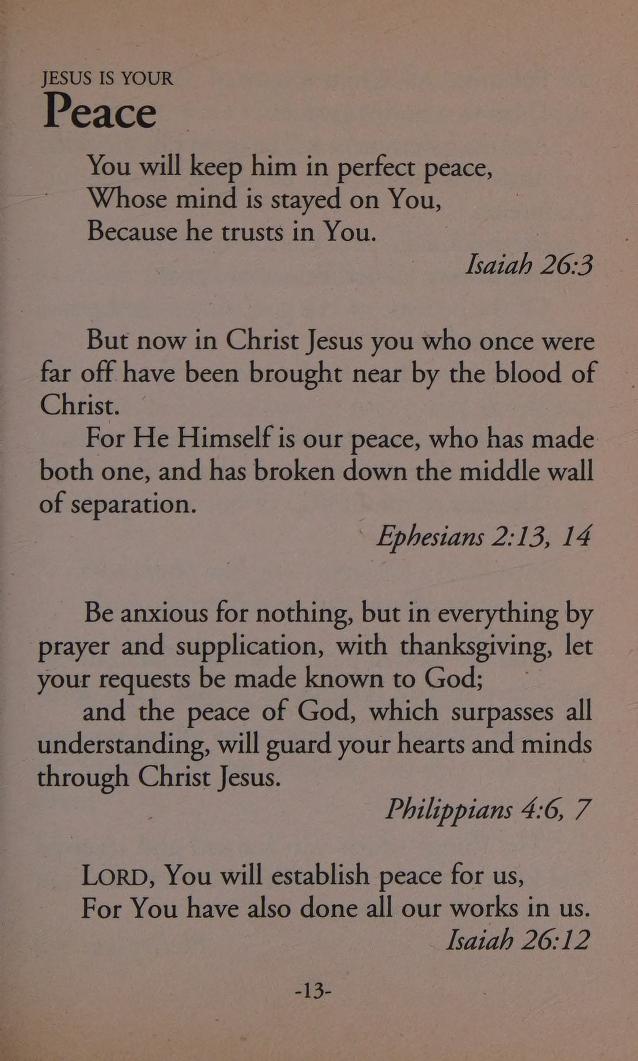 JESUS IS YOUR
Peace
You will keep him in perfect peace,
Whose mind is stayed on You,
Because he trusts in You.
Isaiah 26:3
But now in Christ Jesus you who once were
far off have been brought near by the blood of
Christ.
For He Himself is our peace, who has made
both one, and has broken down the middle wall
of separation.
Ephesians 2:13, 14
Be anxious for nothing, but in everything by
prayer and supplication, with thanksgiving, let
your requests be made known to God;
and the peace of God, which surpasses all
understanding, will guard your hearts and minds
through Christ Jesus.
Philippians 4:6, 7
LORD, You will establish peace for us,
For You have also done all our works in us.
Isaiah 26:12
-13-